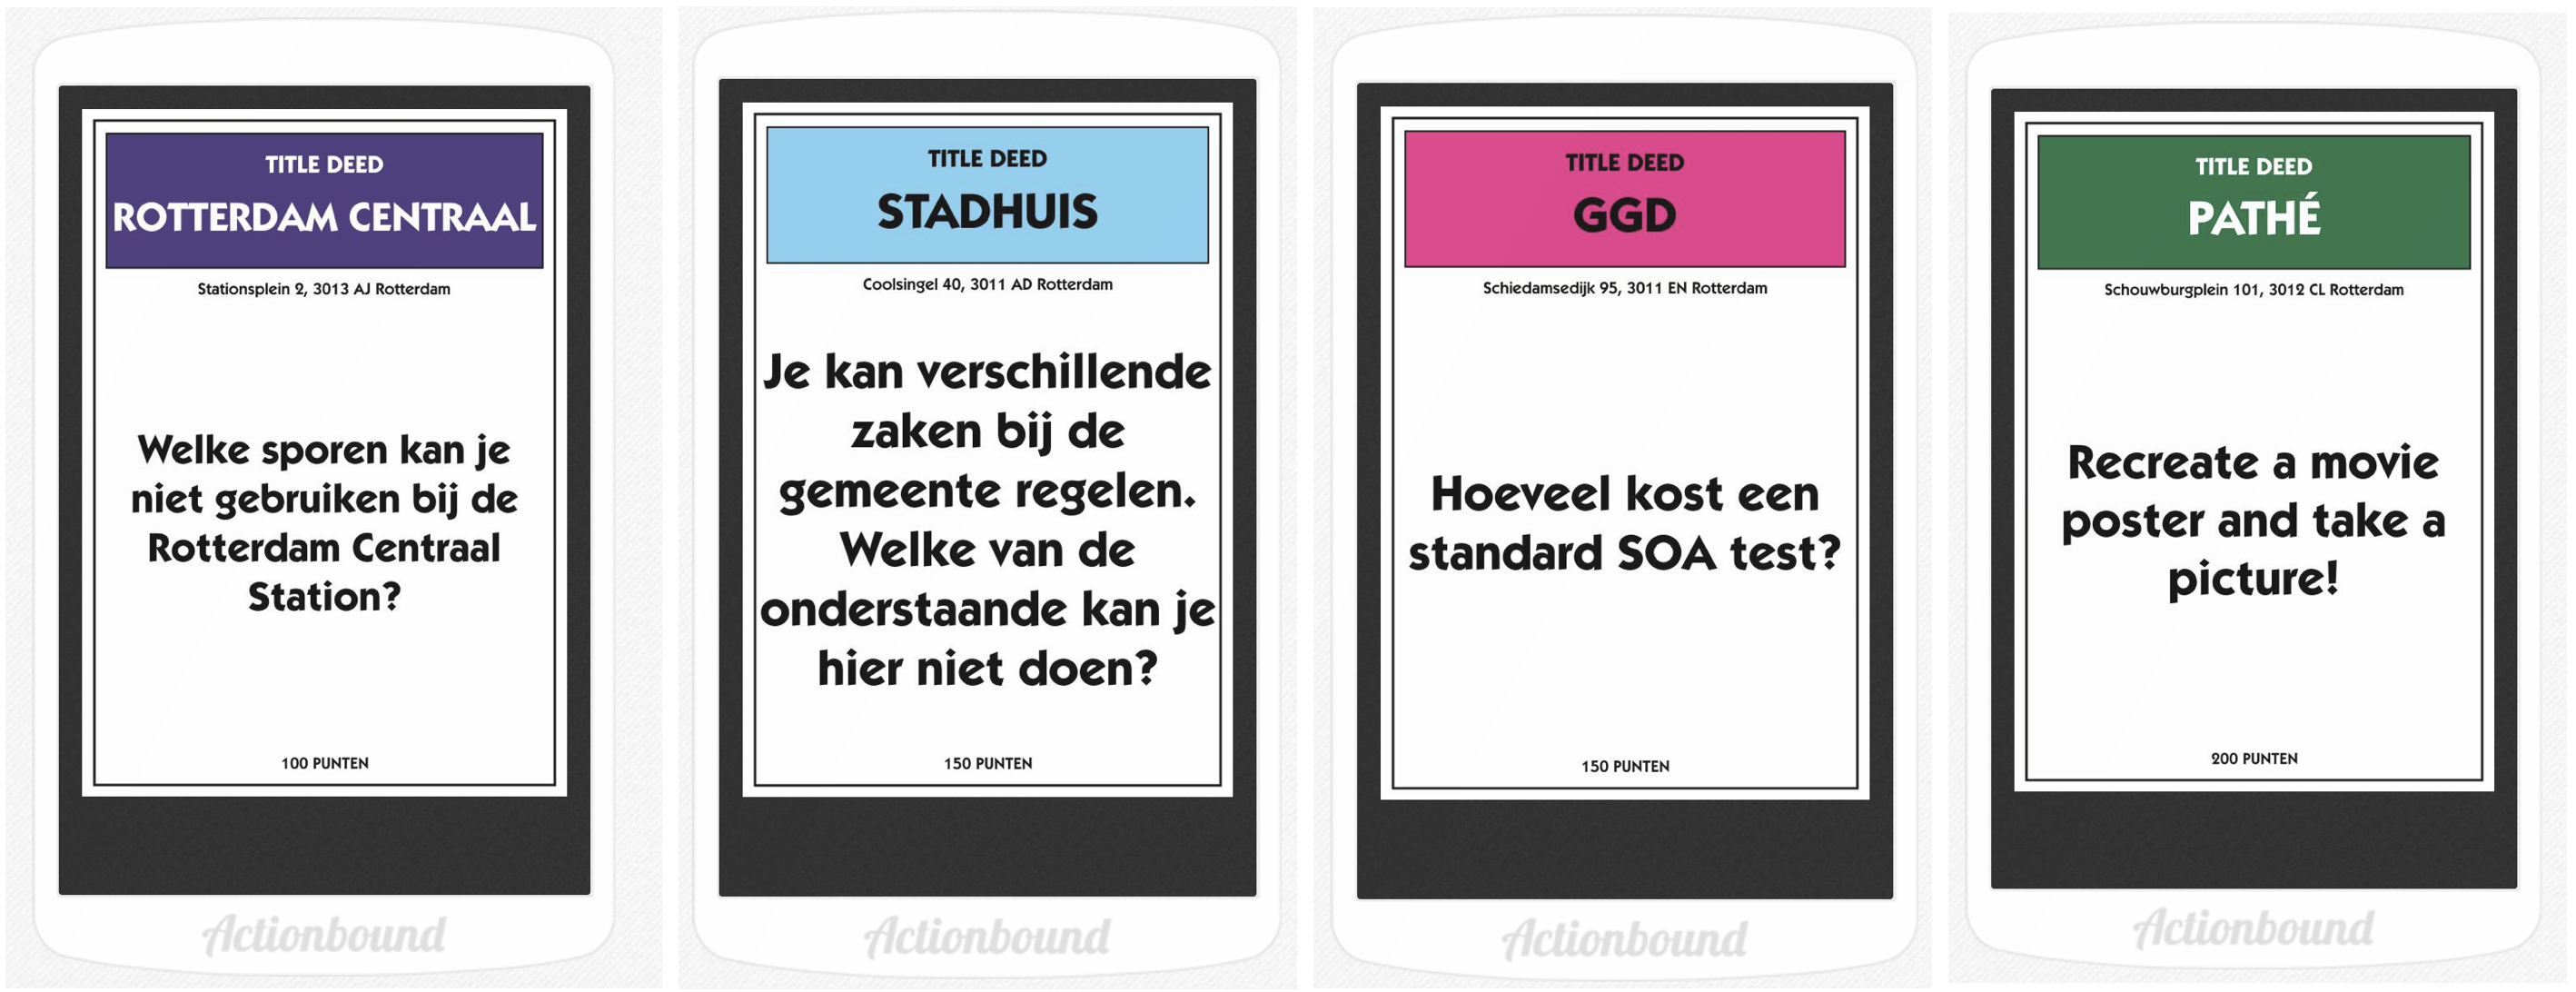 TITLE DEED
ROTTERDAM CENTRAAL
Stationsplein 2, 3013 AJ Rotterdam
Welke sporen kan je
niet gebruiken bij de
Rotterdam Centraal
Station?
100 PUNTEN
Actionbound
TITLE DEED
STADHUIS
Coolsingel 40, 3011 AD Rotterdam
Je kan verschillende
zaken bij de
gemeente regelen.
Welke van de
onderstaande kan je
hier niet doen?
150 PUNTEN
Actionbound
TITLE DEED
GGD
Schiedamsedijk 95, 3011 EN Rotterdam
Hoeveel kost een
standard SOA test?
150 PUNTEN
Actionbound
TITLE DEED
PATHÉ
Schouwburgplein 101, 3012 CL Rotterdam
Recreate a movie
poster and take a
picture!
200 PUNTEN
Actionbound